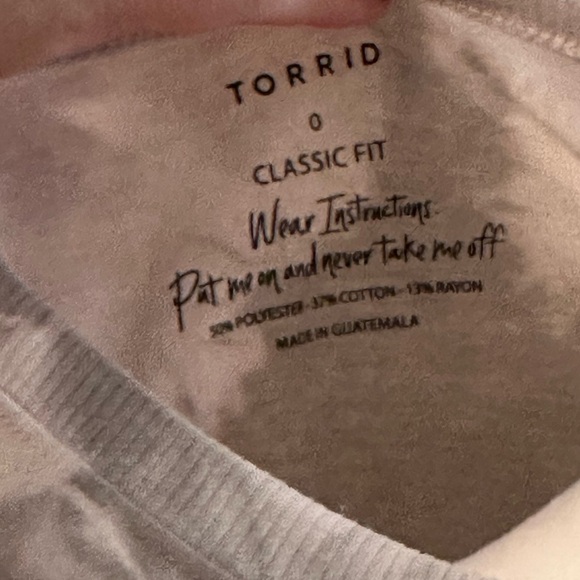 TORRID
0
CLASSIC FIT
Wear Instructions:
Put me on and never take me off
50% POLYESTER · 37% COTTON · 13% RAYON
MADE IN GUATEMALA